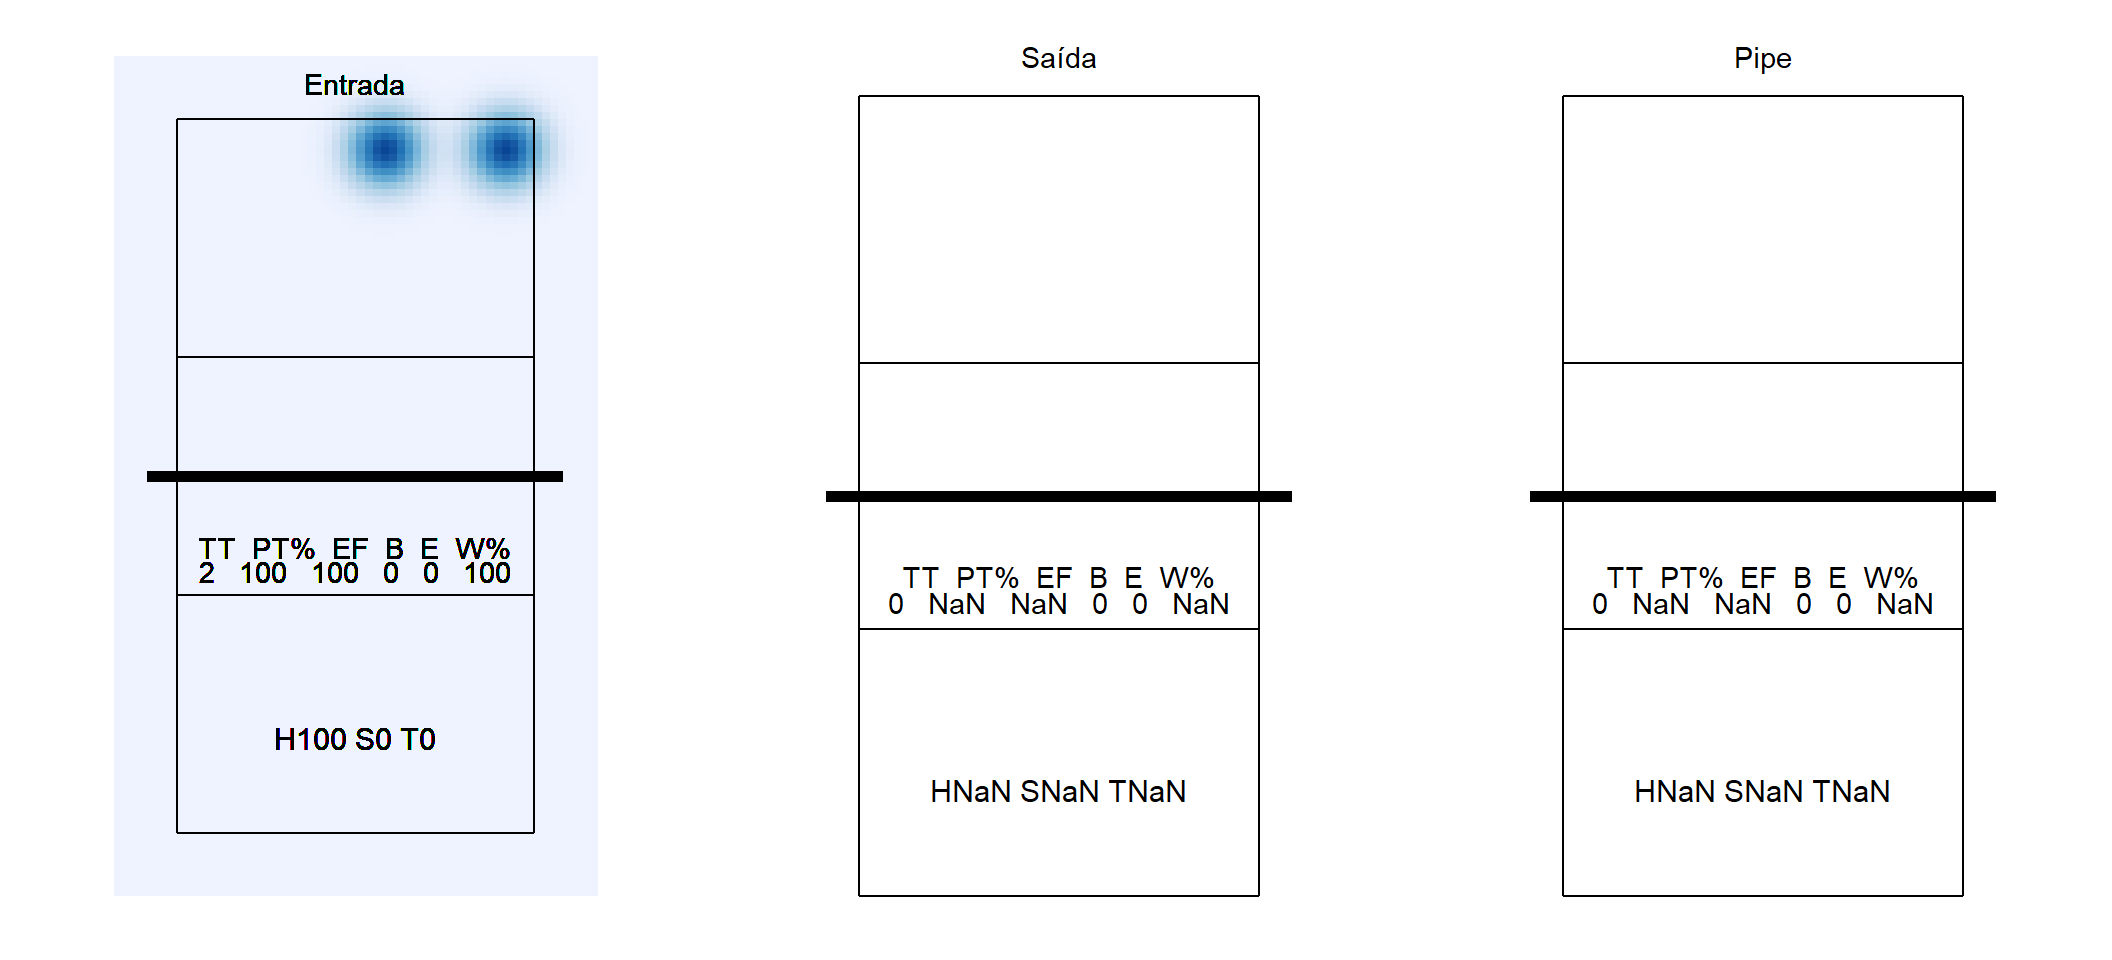 Entrada
TT PT% EF B E W%
2 100 100 0 0 100
H100 S0 T0
Saída
TT PT% EF B E W%
0 NaN NaN 0 0 NaN
HNaN SNaN TNaN
Pipe
TT PT% EF B E W%
0 NaN NaN 0 0 NaN
HNaN SNaN TNaN